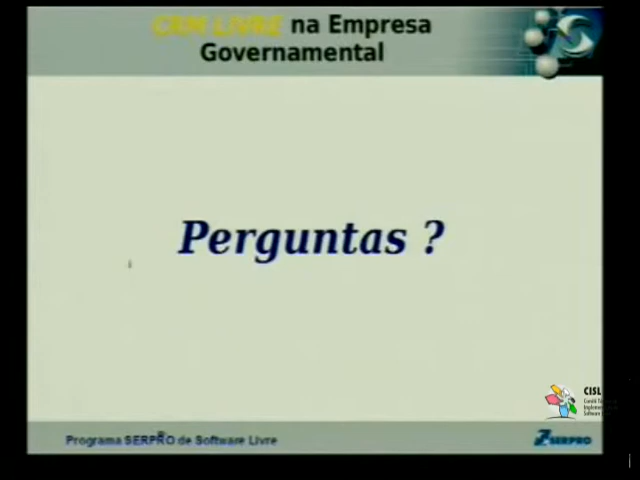 CRM LIVRE na Empresa
Governamental
Perguntas ?
CISL
Programa SERPRO de Software Livre
SERPRO